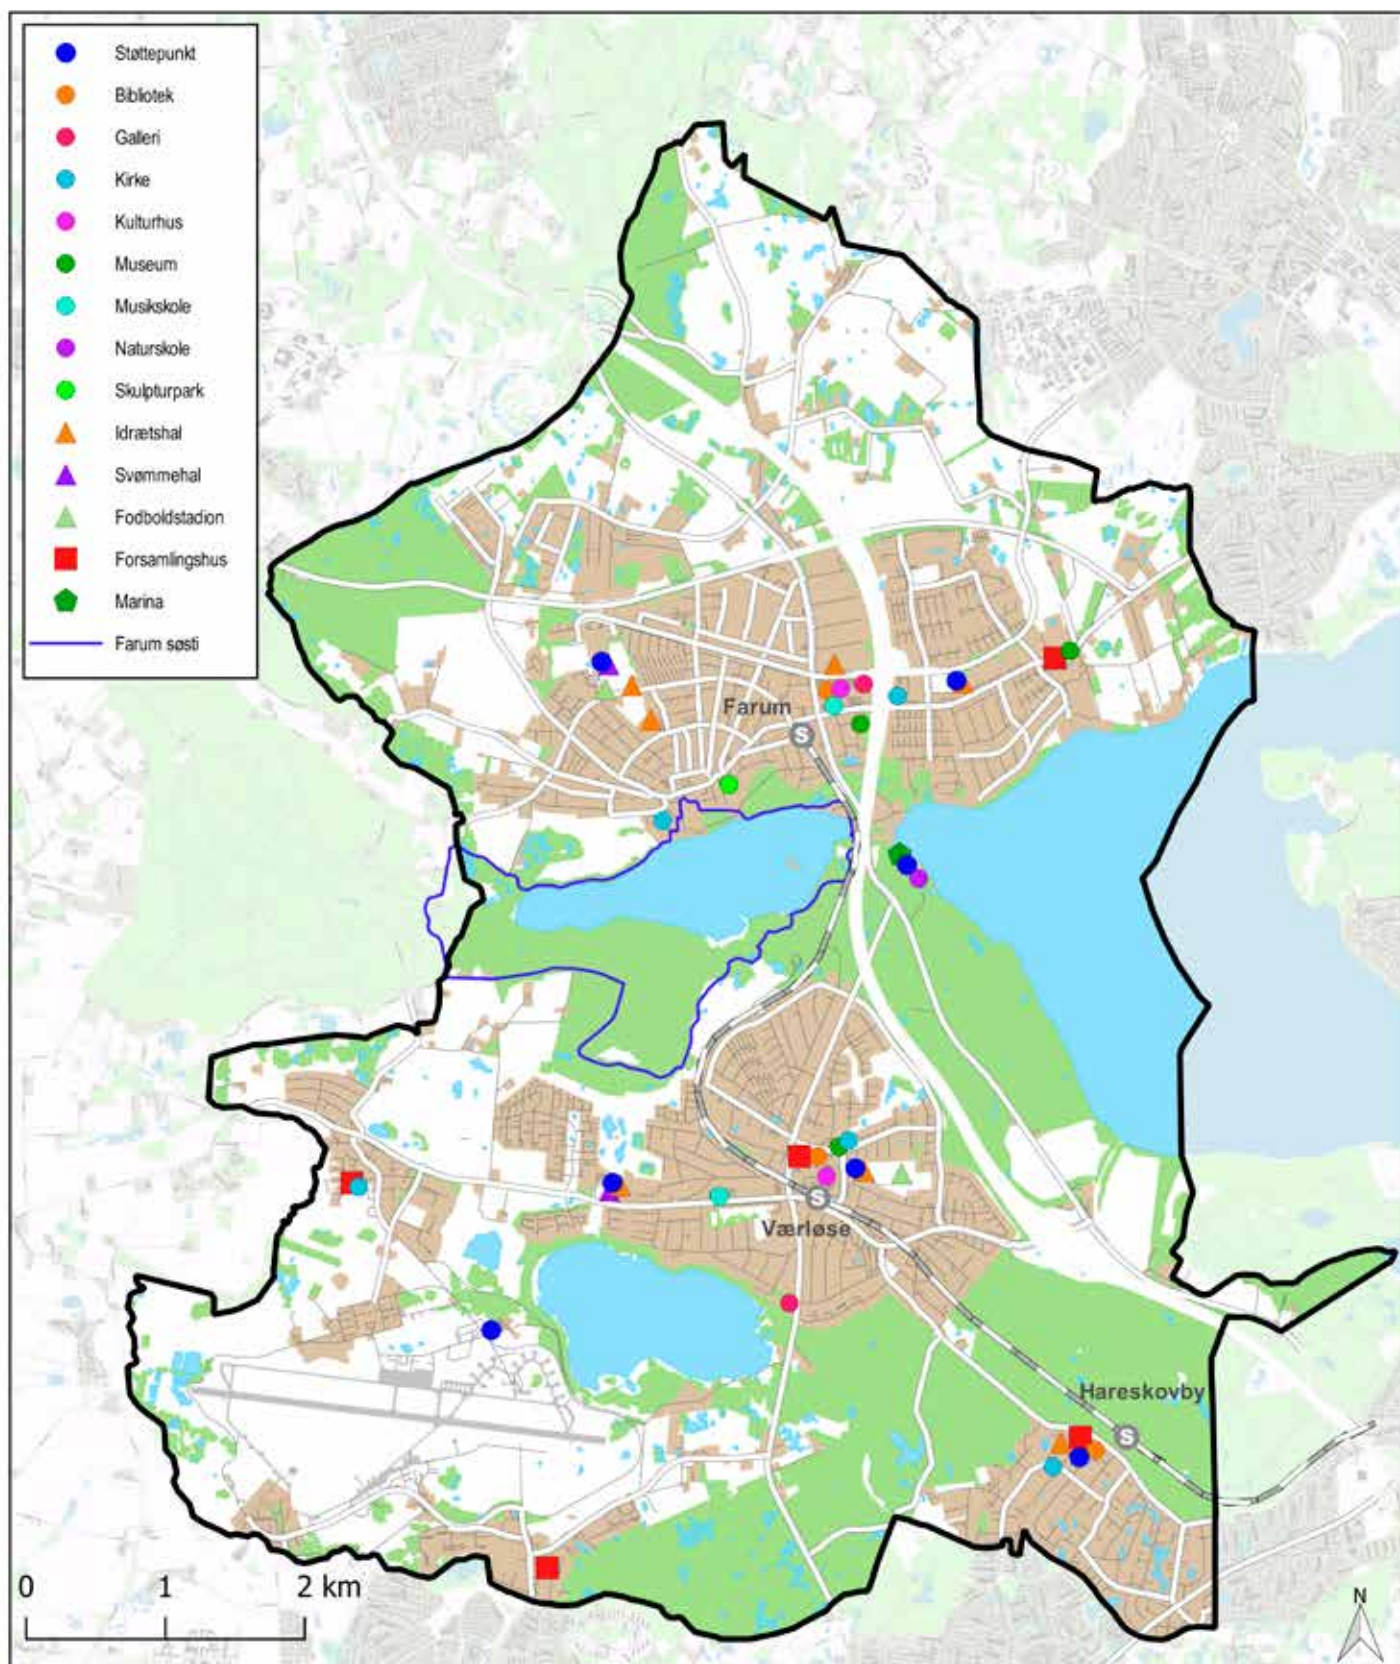 Støttepunkt
Bibliotek
Galleri
Kirke
Kulturhus
Museum
Musikskole
Naturskole
Skulpturpark
Idrætshal
Svømmehal
Fodboldstadion
Forsamlingshus
Marina
Farum søsti
Farum
S
S
Værløse
Hareskovby
S
0 1 2 km
N